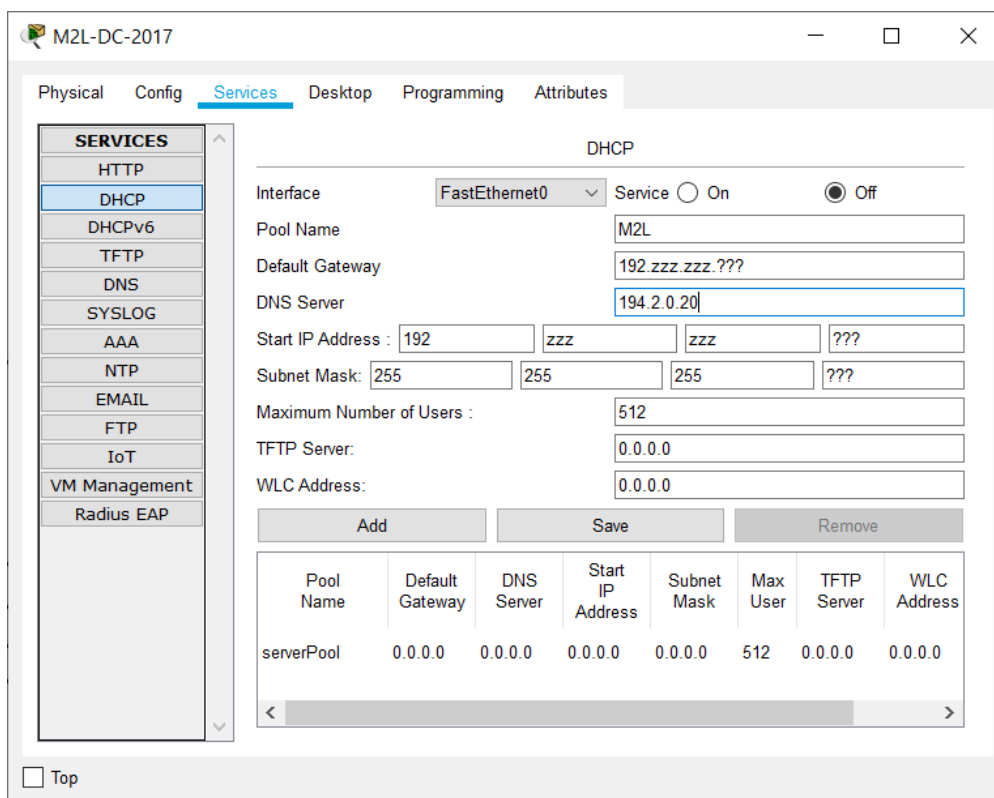 M2L-DC-2017
Physical Config Services Desktop Programming Attributes
SERVICES
HTTP
DHCP
DHCPv6
TFTP
DNS
SYSLOG
AAA
NTP
EMAIL
FTP
IoT
VM Management
Radius EAP
DHCP
Interface FastEthernet0 Service On Off
Pool Name M2L
Default Gateway 192.zzz.zzz.???
DNS Server 194.2.0.20
Start IP Address : 192 zzz zzz ???
Subnet Mask: 255 255 255 ???
Maximum Number of Users : 512
TFTP Server: 0.0.0.0
WLC Address: 0.0.0.0
Add Save Remove
Pool Name Default Gateway DNS Server Start IP Address Subnet Mask Max User TFTP Server WLC Address
serverPool 0.0.0.0 0.0.0.0 0.0.0.0 0.0.0.0 512 0.0.0.0 0.0.0.0
Top